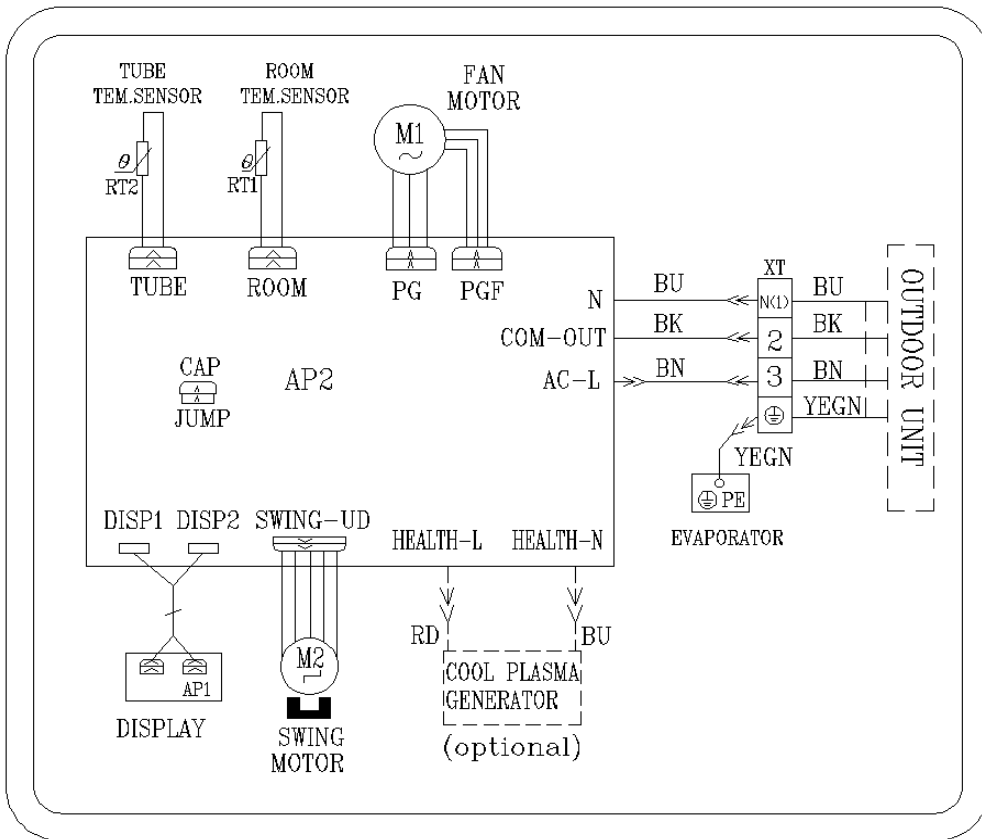 TUBE
TEM.SENSOR
ROOM
TEM.SENSOR
FAN
MOTOR
M1
θ
RT2
θ
RT1
TUBE
ROOM
PG
PGF
N
COM-OUT
AC-L
BU
BK
BN
XT
N(1)
2
3
BU
BK
BN
YEGN
OUTDOOR UNIT
YEGN
PE
EVAPORATOR
CAP
JUMP
AP2
DISP1
DISP2
SWING-UD
HEALTH-L
HEALTH-N
RD
BU
M2
AP1
DISPLAY
SWING
MOTOR
COOL PLASMA
GENERATOR
(optional)